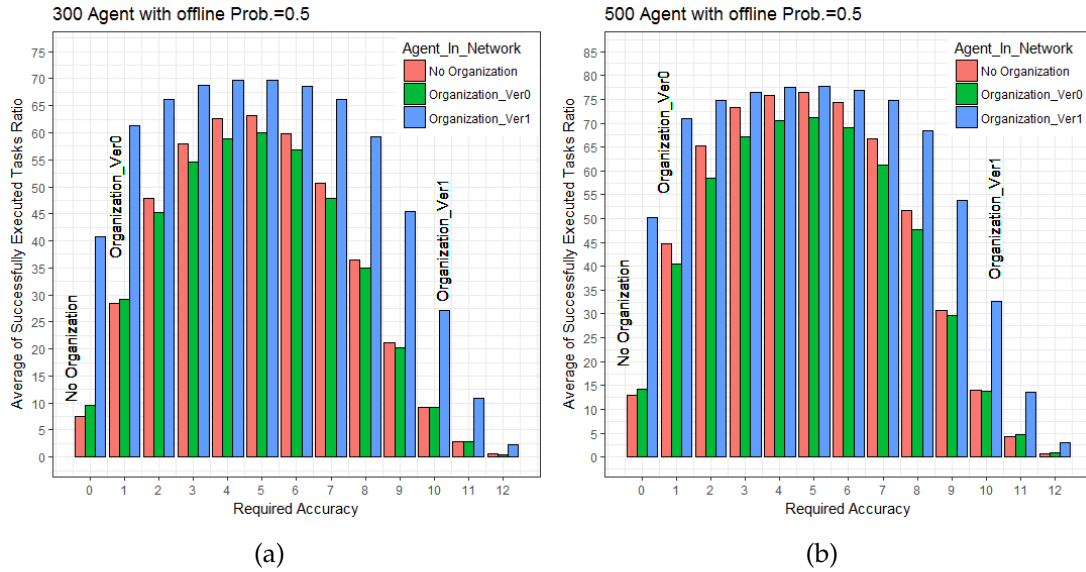 300 Agent with offline Prob.=0.5
Average of Successfully Executed Tasks Ratio
75
70
65
60
55
50
45
40
35
30
25
20
15
10
5
0
No Organization
Organization_Ver0
Organization_Ver1
Agent_In_Network
No Organization
Organization_Ver0
Organization_Ver1
0 1 2 3 4 5 6 7 8 9 10 11 12
Required Accuracy
(a)
500 Agent with offline Prob.=0.5
Average of Successfully Executed Tasks Ratio
85
80
75
70
65
60
55
50
45
40
35
30
25
20
15
10
5
0
No Organization
Organization_Ver0
Organization_Ver1
Agent_In_Network
No Organization
Organization_Ver0
Organization_Ver1
0 1 2 3 4 5 6 7 8 9 10 11 12
Required Accuracy
(b)